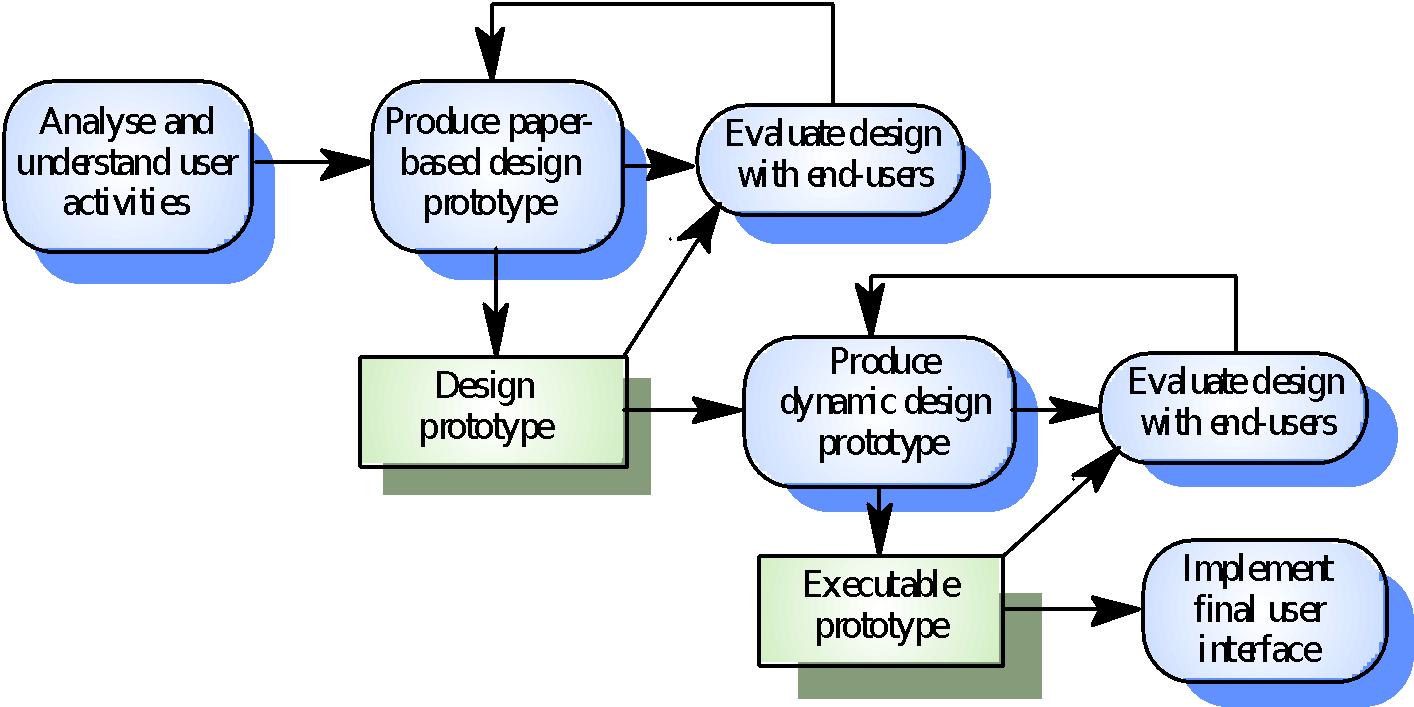 Analyse and
understand user
activities
Produce paper-
based design
prototype
Evaluate design
with end-users
Design
prototype
Produce
dynamic design
prototype
Evaluate design
with end-users
Executable
prototype
Implement
final user
interface